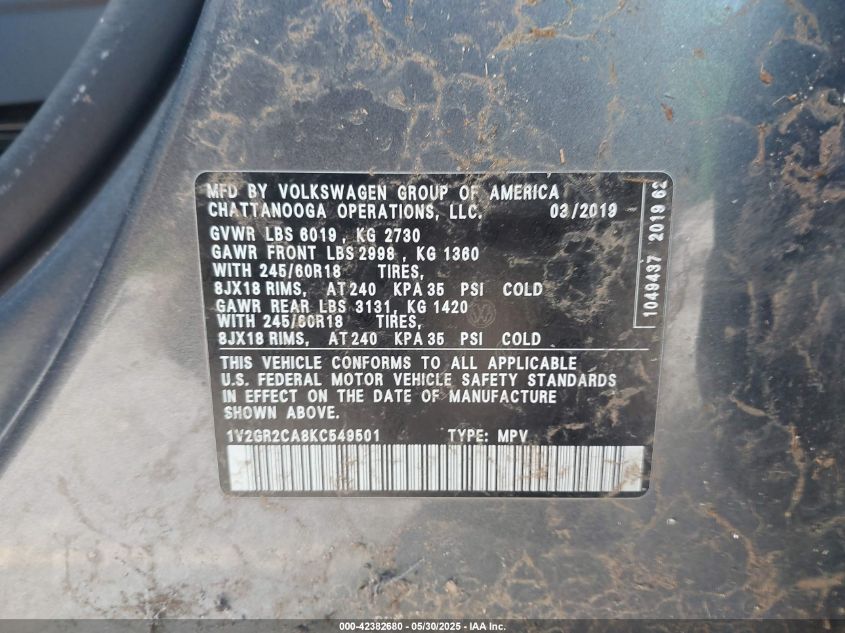 MFD BY VOLKSWAGEN GROUP OF AMERICA
CHATTANOOGA OPERATIONS, LLC. 03/2019
GVWR LBS 6019, KG 2730
GAWR FRONT LBS 2998, KG 1360
WITH 245/60R18 TIRES,
8JX18 RIMS, AT 240 KPA 35 PSI COLD
GAWR REAR LBS 3131, KG 1420
WITH 245/60R18 TIRES,
8JX18 RIMS, AT 240 KPA 35 PSI COLD
THIS VEHICLE CONFORMS TO ALL APPLICABLE
U.S. FEDERAL MOTOR VEHICLE SAFETY STANDARDS
IN EFFECT ON THE DATE OF MANUFACTURE
SHOWN ABOVE.
1V2GR2CA8KC549501 TYPE: MPV
1049437 2019 62
000-42382680 - 05/30/2025 - IAA Inc.